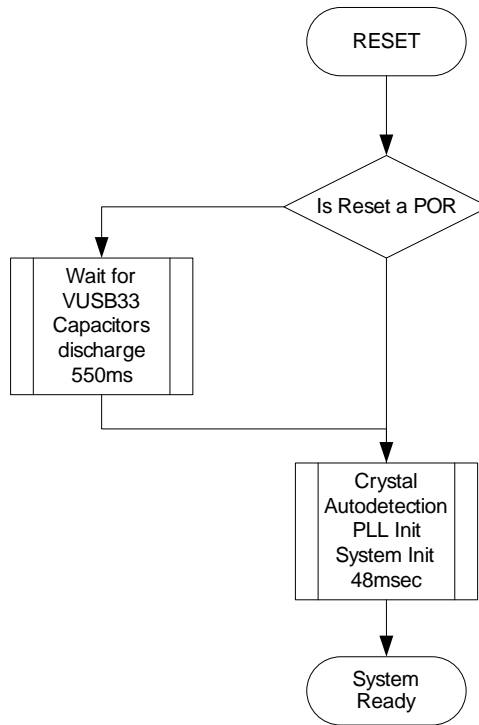 RESET
Is Reset a POR
Wait for
VUSB33
Capacitors
discharge
550ms
Crystal
Autodetection
PLL Init
System Init
48msec
System
Ready